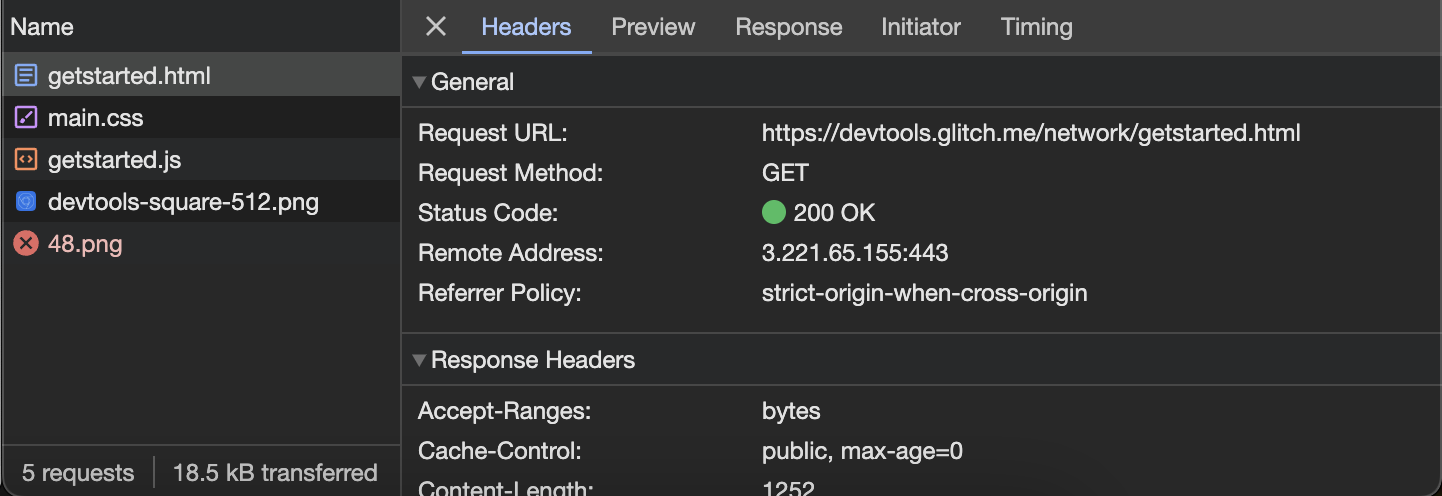 Name
getstarted.html
main.css
getstarted.js
devtools-square-512.png
48.png
5 requests
18.5 kB transferred
Headers Preview Response Initiator Timing
General
Request URL: https://devtools.glitch.me/network/getstarted.html
Request Method: GET
Status Code: 200 OK
Remote Address: 3.221.65.155:443
Referrer Policy: strict-origin-when-cross-origin
Response Headers
Accept-Ranges: bytes
Cache-Control: public, max-age=0
Content-Length: 1252